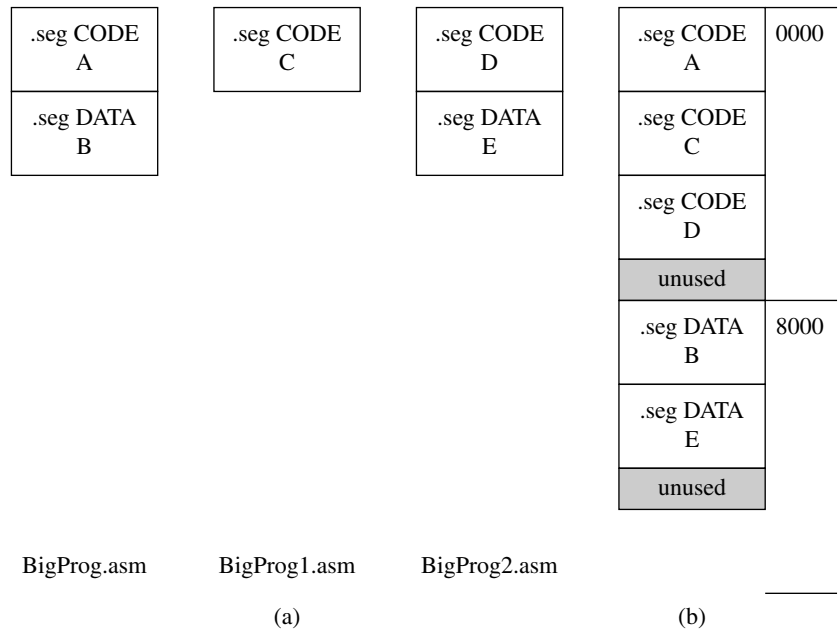 .seg CODE
A
.seg DATA
B
.seg CODE
C
.seg CODE
D
.seg DATA
E
.seg CODE
A
0000
.seg CODE
C
.seg CODE
D
unused
.seg DATA
B
8000
.seg DATA
E
unused
BigProg.asm
BigProg1.asm
BigProg2.asm
(a)
(b)